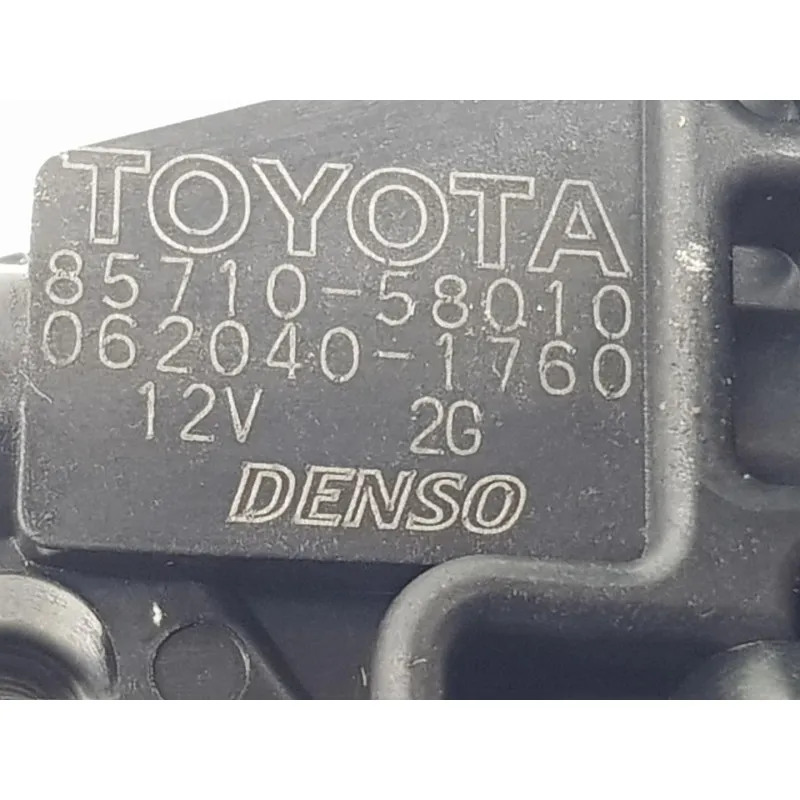 TOYOTA
85710-58010
062040-1760
12V 2G
DENSO